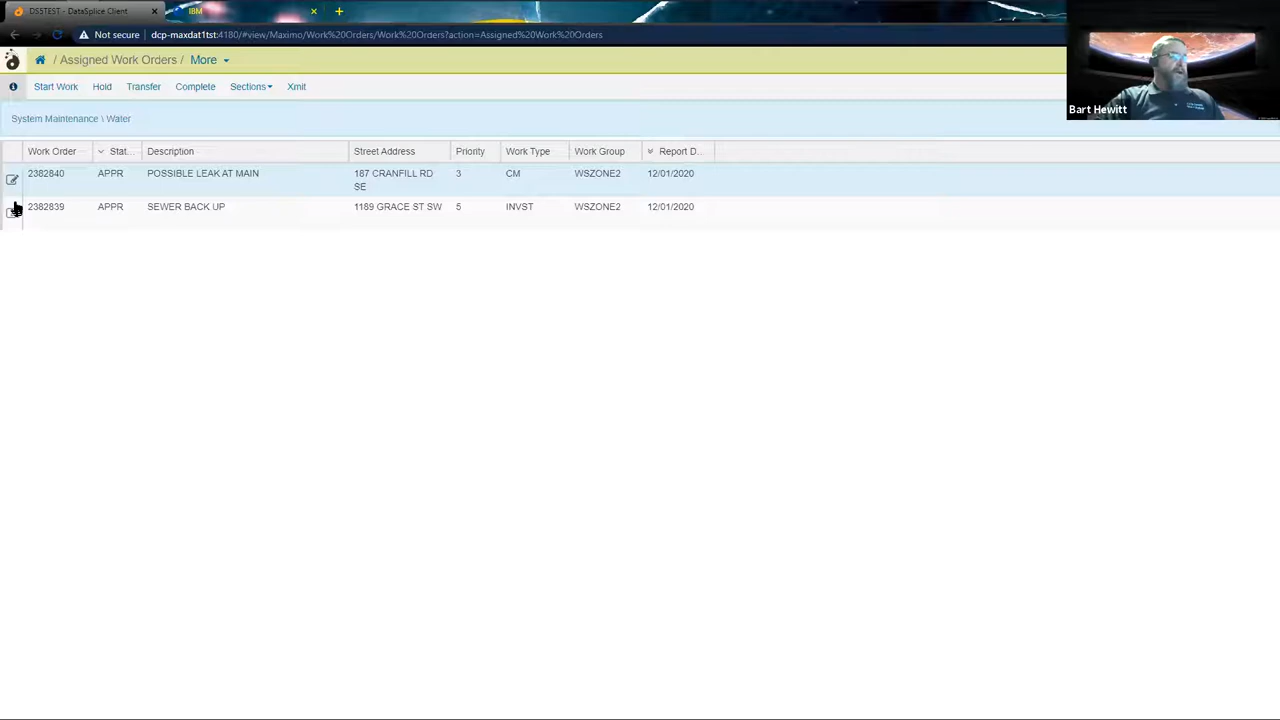 DS5TEST - DataSplice Client
IBM
Not secure dcp-maxdat1tst:4180/#view/Maximo/Work%20Orders/Work%20Orders?action=Assigned%20Work%20Orders
/ Assigned Work Orders / More
Start Work Hold Transfer Complete Sections Xmit
System Maintenance \ Water
Work Order Stat... Description Street Address Priority Work Type Work Group Report D...
2382840 APPR POSSIBLE LEAK AT MAIN 187 CRANFILL RD SE 3 CM WSZONE2 12/01/2020
2382839 APPR SEWER BACK UP 1189 GRACE ST SW 5 INVST WSZONE2 12/01/2020
Bart Hewitt